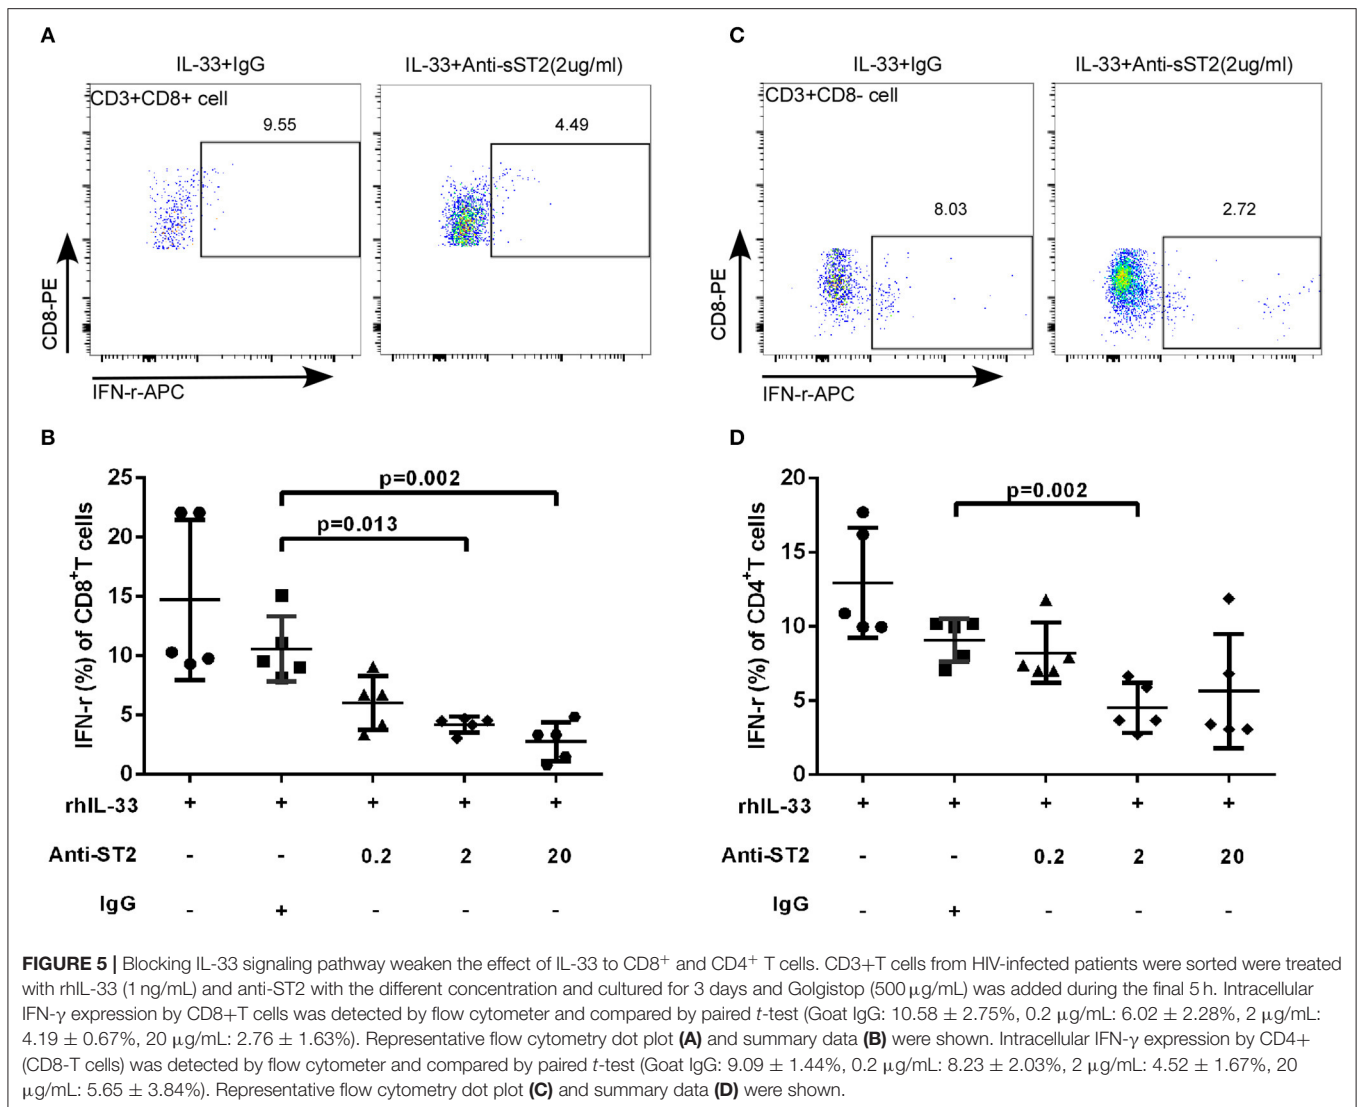 A
IL-33+IgG
IL-33+Anti-sST2(2ug/ml)
CD3+CD8+ cell
9.55
4.49
CD8-PE
IFN-r-APC
C
IL-33+IgG
IL-33+Anti-sST2(2ug/ml)
CD3+CD8- cell
8.03
2.72
CD8-PE
IFN-r-APC
B
IFN-r (%) of CD8+T cells
25
20
15
10
5
0
p=0.002
p=0.013
rhIL-33 + + + + +
Anti-ST2 - - 0.2 2 20
IgG - + - - -
D
IFN-r (%) of CD4+T cells
20
15
10
5
0
p=0.002
rhIL-33 + + + + +
Anti-ST2 - - 0.2 2 20
IgG - + - - -
FIGURE 5 | Blocking IL-33 signaling pathway weaken the effect of IL-33 to CD8+ and CD4+ T cells. CD3+T cells from HIV-infected patients were sorted were treated
with rhIL-33 (1 ng/mL) and anti-ST2 with the different concentration and cultured for 3 days and Golgistop (500 μg/mL) was added during the final 5 h. Intracellular
IFN-γ expression by CD8+T cells was detected by flow cytometer and compared by paired t-test (Goat IgG: 10.58 ± 2.75%, 0.2 μg/mL: 6.02 ± 2.28%, 2 μg/mL:
4.19 ± 0.67%, 20 μg/mL: 2.76 ± 1.63%). Representative flow cytometry dot plot (A) and summary data (B) were shown. Intracellular IFN-γ expression by CD4+
(CD8-T cells) was detected by flow cytometer and compared by paired t-test (Goat IgG: 9.09 ± 1.44%, 0.2 μg/mL: 8.23 ± 2.03%, 2 μg/mL: 4.52 ± 1.67%, 20
μg/mL: 5.65 ± 3.84%). Representative flow cytometry dot plot (C) and summary data (D) were shown.